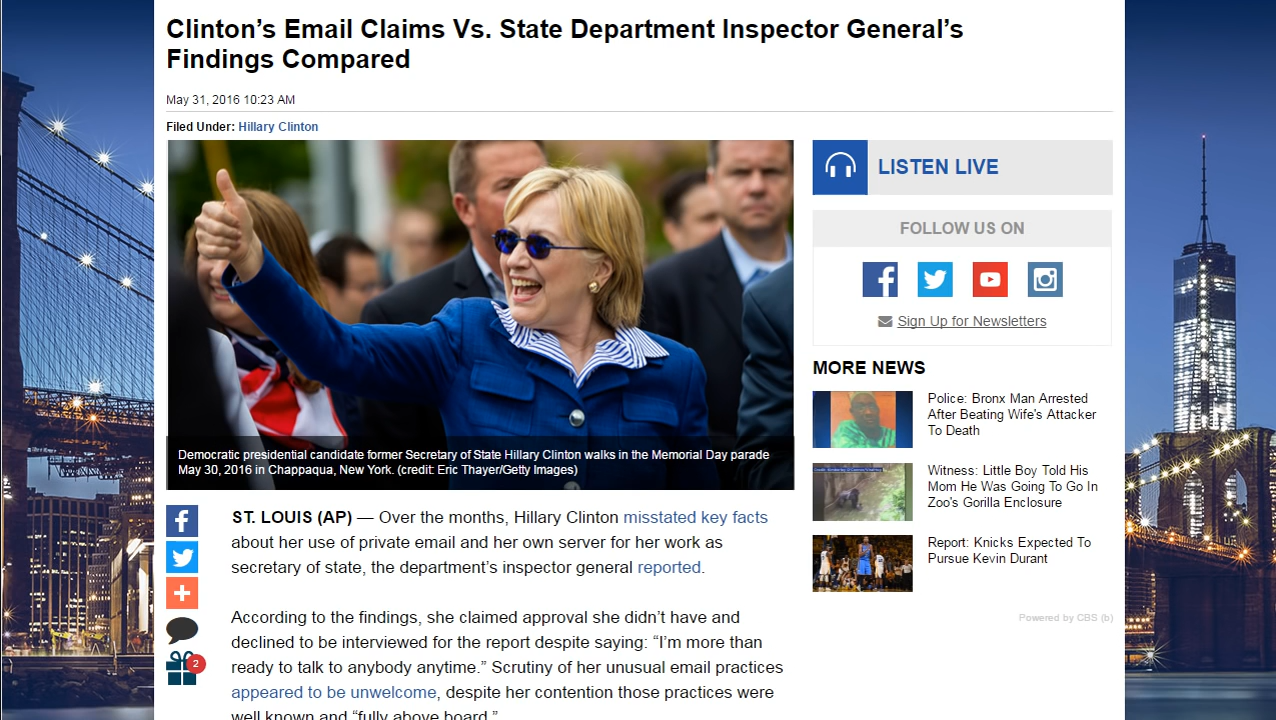 Clinton’s Email Claims Vs. State Department Inspector General’s
Findings Compared
May 31, 2016 10:23 AM
Filed Under: Hillary Clinton
Democratic presidential candidate former Secretary of State Hillary Clinton walks in the Memorial Day parade
May 30, 2016 in Chappaqua, New York. (credit: Eric Thayer/Getty Images)
2
ST. LOUIS (AP) — Over the months, Hillary Clinton misstated key facts
about her use of private email and her own server for her work as
secretary of state, the department’s inspector general reported.
According to the findings, she claimed approval she didn’t have and
declined to be interviewed for the report despite saying: “I’m more than
ready to talk to anybody anytime.” Scrutiny of her unusual email practices
appeared to be unwelcome, despite her contention those practices were
well known and “fully above board.”
LISTEN LIVE
FOLLOW US ON
Sign Up for Newsletters
MORE NEWS
Police: Bronx Man Arrested
After Beating Wife's Attacker
To Death
Witness: Little Boy Told His
Mom He Was Going To Go In
Zoo's Gorilla Enclosure
Report: Knicks Expected To
Pursue Kevin Durant
Powered by CBS (b)